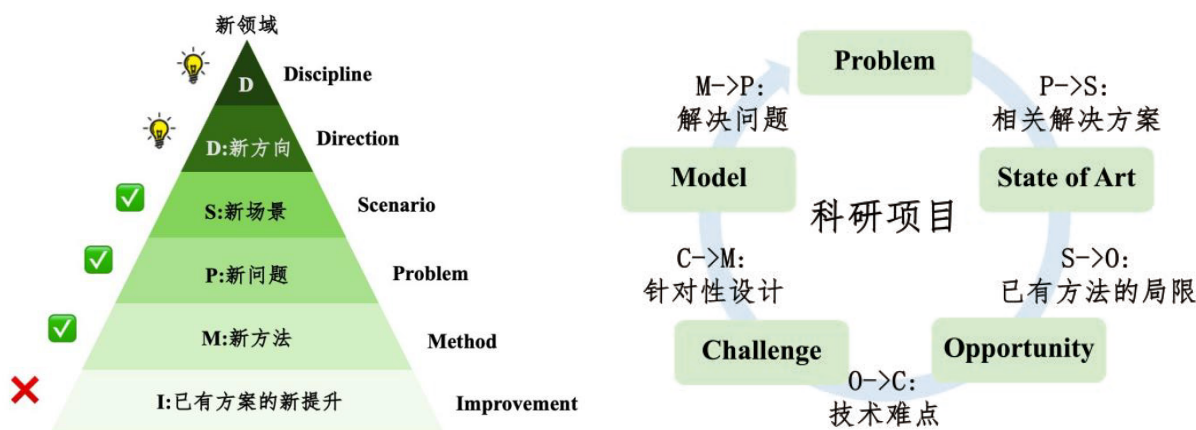 新领域
D
Discipline
D:新方向
Direction
S:新场景
Scenario
P:新问题
Problem
M:新方法
Method
I:已有方案的新提升
Improvement
Problem
P->S:
相关解决方案
State of Art
S->O:
已有方法的局限
Opportunity
O->C:
技术难点
Challenge
C->M:
针对性设计
Model
M->P:
解决问题
科研项目